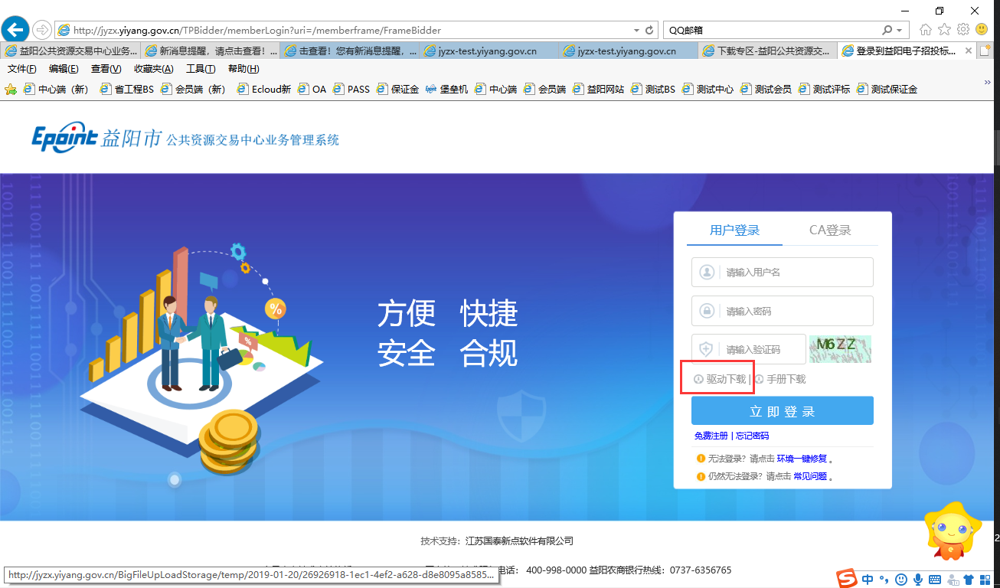 http://jyzx.yiyang.gov.cn/TPBidder/memberLogin?uri=/memberframe/FrameBidder
QQ邮箱
益阳公共资源交易中心业务...
新消息提醒，请点击查看！...
击查看！您有新消息提醒，...
jyzx-test.yiyang.gov.cn
jyzx-test.yiyang.gov.cn
下载专区-益阳公共资源交...
登录到益阳电子招投标...
文件(F) 编辑(E) 查看(V) 收藏夹(A) 工具(T) 帮助(H)
中心端（新） 省工程BS 会员端（新） Ecloud新 OA PASS 保证金 堡垒机 中心端 会员端 益阳网站 测试BS 测试中心 测试会员 测试评标 测试保证金
Epoint 益阳市 公共资源交易中心业务管理系统
用户登录 CA登录
请输入用户名
方便 快捷
请输入密码
安全 合规
请输入验证码 M6ZZ
驱动下载 | 手册下载
立即登录
免费注册 | 忘记密码
无法登录？请点击 环境一键修复 。
仍然无法登录？请点击 常见问题 。
技术支持：江苏国泰新点软件有限公司
电话： 400-998-0000 益阳农商银行热线：0737-6356765
http://jyzx.yiyang.gov.cn/BigFileUpLoadStorage/temp/2019-01-20/26926918-1ec1-4ef2-a628-d8e8095a8585...
中